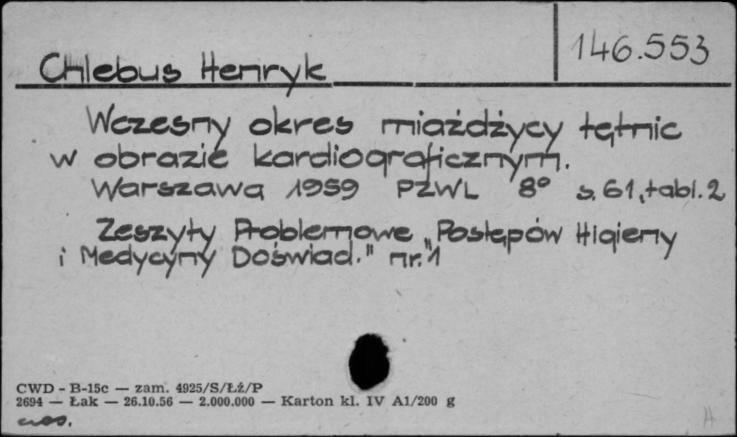 146.553
Chlebus Henryk
Wczesny okres miażdżycy tętnic
w obrazie kardiograficznym.
Warszawa 1959 PZWL 8° s. 61, tabl. 2
Zeszyty Problemowe "Postępów Higieny
i Medycyny Doświad." nr. 1
CWD - B-15c — zam. 4925/S/Łź/P
2694 — Łak — 26.10.56 — 2.000.000 — Karton kl. IV A1/200 g